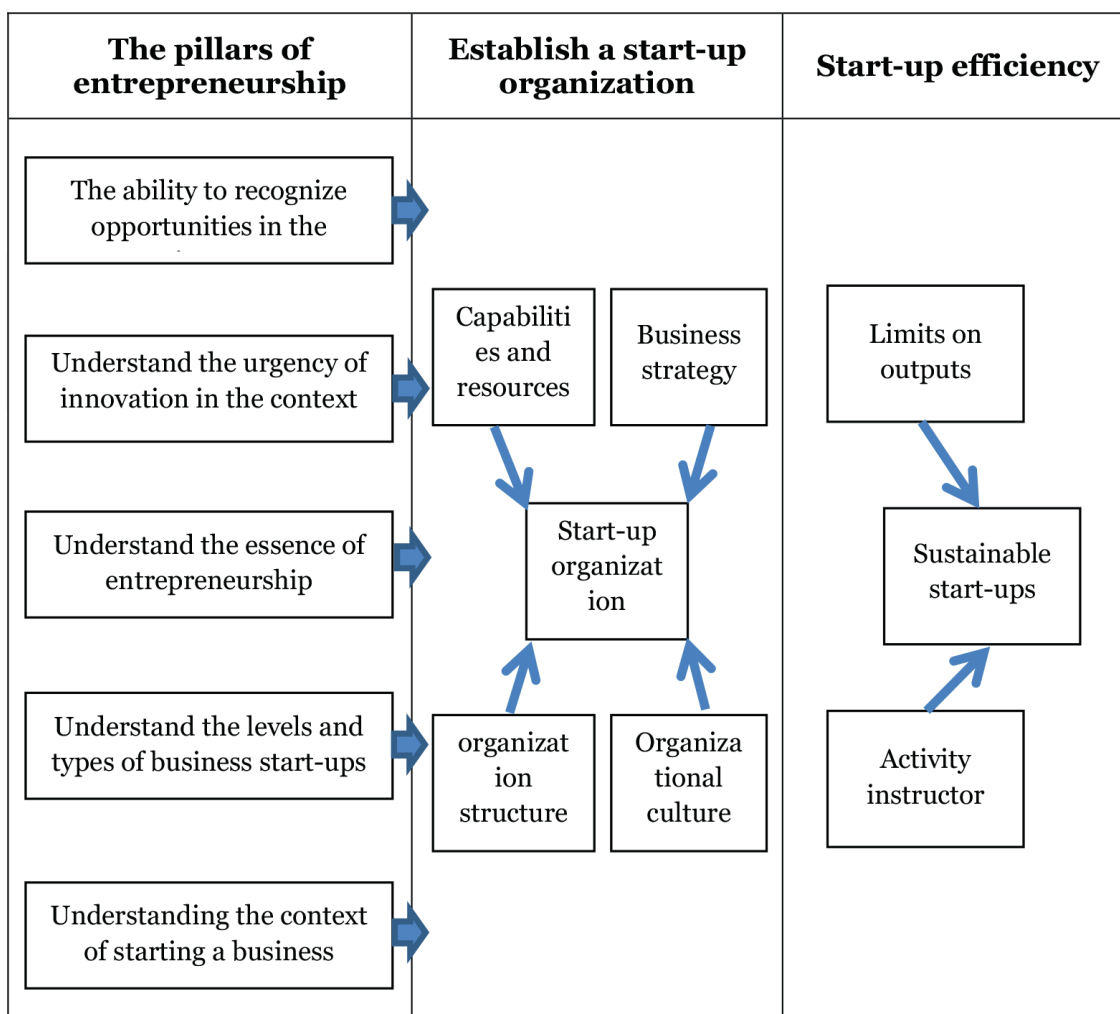 The pillars of
entrepreneurship
Establish a start-up
organization
Start-up efficiency
The ability to recognize
opportunities in the
Understand the urgency of
innovation in the context
Understand the essence of
entrepreneurship
Understand the levels and
types of business start-ups
Understanding the context
of starting a business
Capabiliti
es and
resources
Business
strategy
Start-up
organizat
ion
organizat
ion
structure
Organiza
tional
culture
Limits on
outputs
Sustainable
start-ups
Activity
instructor